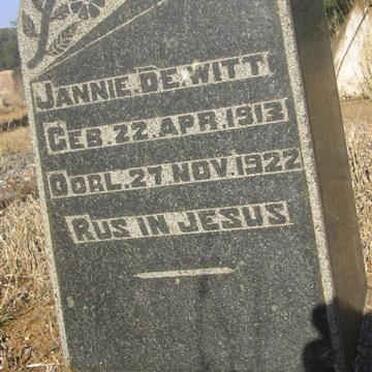 JANNIE.DE.WITT
GEB.22 APR.1913
OORL.27 NOV.1922
RUS IN JESUS